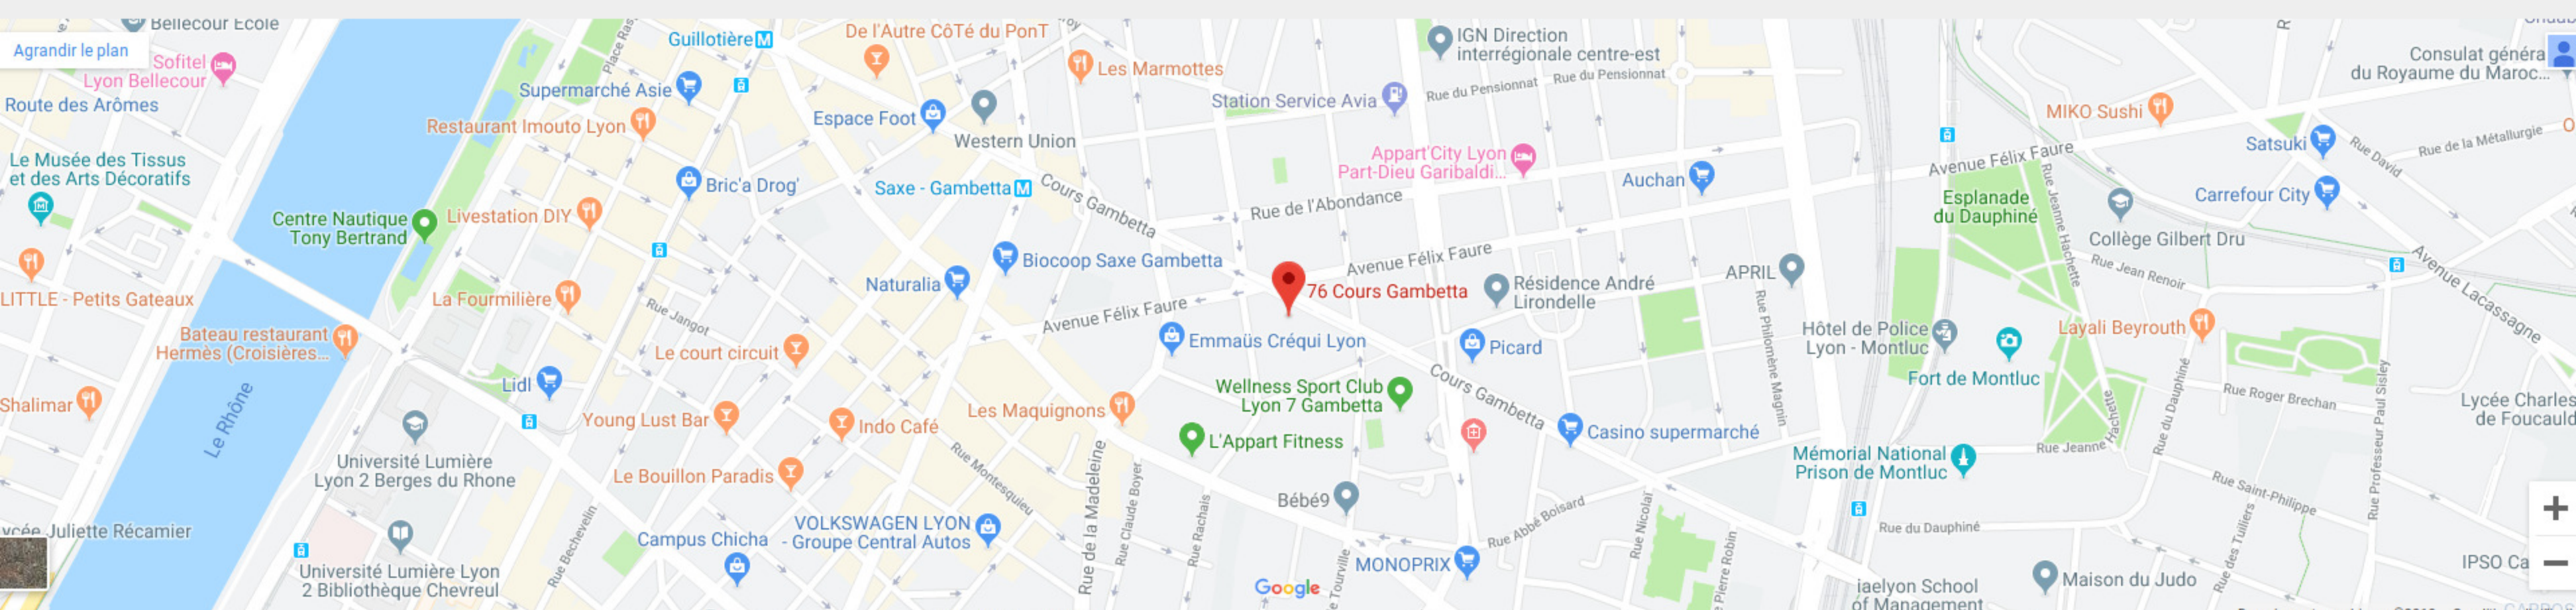 Bellecour École
Agrandir le plan
Sofitel
Lyon Bellecour
Route des Arômes
Le Musée des Tissus
et des Arts Décoratifs
LITTLE - Petits Gateaux
Bateau restaurant
Hermès (Croisières...
Shalimar
Le Rhône
Juliette Récamier
Centre Nautique
Tony Bertrand
Guillotière M
Place
Supermarché Asie
Restaurant Imouto Lyon
Bric'a Drog'
Livestation DIY
La Fourmilière
Rue Jangot
Le court circuit
Lidl
Young Lust Bar
Indo Café
Le Bouillon Paradis
Université Lumière
Lyon 2 Berges du Rhone
Université Lumière Lyon
2 Bibliothèque Chevreul
Rue Bechevelin
Campus Chicha
VOLKSWAGEN LYON
- Groupe Central Autos
De l'Autre CôTé du PonT
Les Marmottes
Espace Foot
Western Union
Saxe - Gambetta M
Cours Gambetta
Biocoop Saxe Gambetta
Naturalia
Avenue Félix Faure
Emmaüs Créqui Lyon
Les Maquignons
Rue Montesquieu
Rue de la Madeleine
Rue Claude Boyer
Rue Rachais
L'Appart Fitness
Wellness Sport Club
Lyon 7 Gambetta
Bébé9
Tourville
Google
MONOPRIX
Rue Abbé Boisard
IGN Direction
interrégionale centre-est
Station Service Avia
Rue du Pensionnat
Rue du Pensionnat
Appart'City Lyon
Part-Dieu Garibaldi...
Rue de l'Abondance
Auchan
Avenue Félix Faure
76 Cours Gambetta
Résidence André
Lirondelle
Picard
Cours Gambetta
Casino supermarché
APRIL
Rue Philomène Magnin
Rue Nicolaï
Pierre Robin
Hôtel de Police
Lyon - Montluc
Fort de Montluc
Mémorial National
Prison de Montluc
Rue du Dauphiné
School
of Management
Maison du Judo
Avenue Félix Faure
Esplanade
du Dauphiné
Rue Jeanne Hachette
Collège Gilbert Dru
Rue Jean Renoir
Layali Beyrouth
Rue Jeanne Hachette
Rue du Dauphiné
Rue Saint-Philippe
Rue des Tuiliers
Rue Roger Brechan
Rue Professeur Paul Sisley
Consulat généra
du Royaume du Maroc...
MIKO Sushi
Satsuki
Rue David
Rue de la Métallurgie
Carrefour City
Avenue Lacassagne
Lycée Charles
de Foucauld
IPSO Ca
+
−